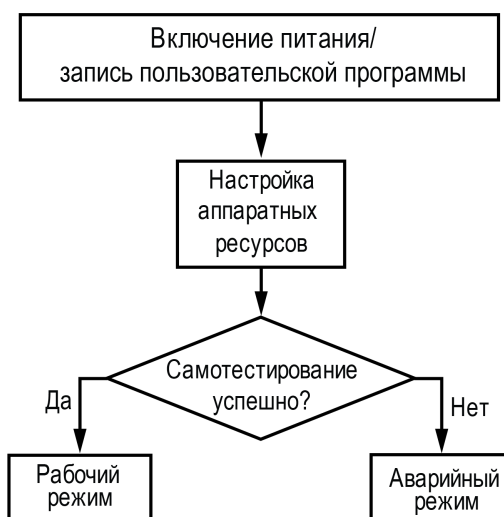 Включение питания/
запись пользовательской программы
Настройка
аппаратных
ресурсов
Самотестирование
успешно?
Да
Нет
Рабочий
режим
Аварийный
режим